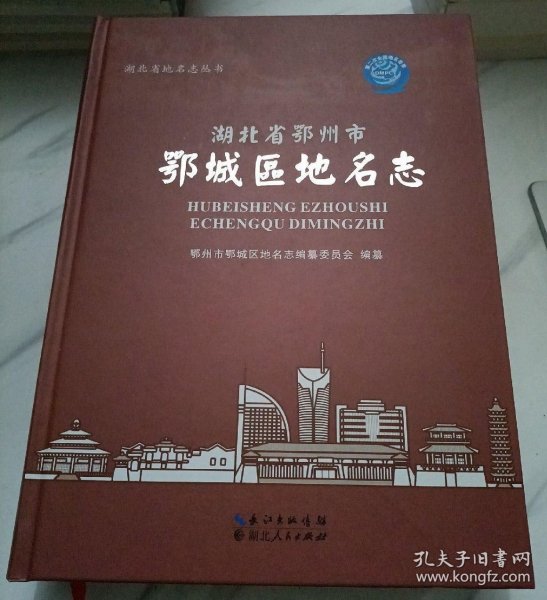 湖北省地名志丛书
湖北省鄂州市
鄂城區地名志
HUBEISHENG EZHOUSHI
ECHENGQU DIMINGZHI
鄂州市鄂城区地名志编纂委员会 编纂
长江出版传媒
湖北人民出版社
孔夫子旧书网
www.kongfz.com